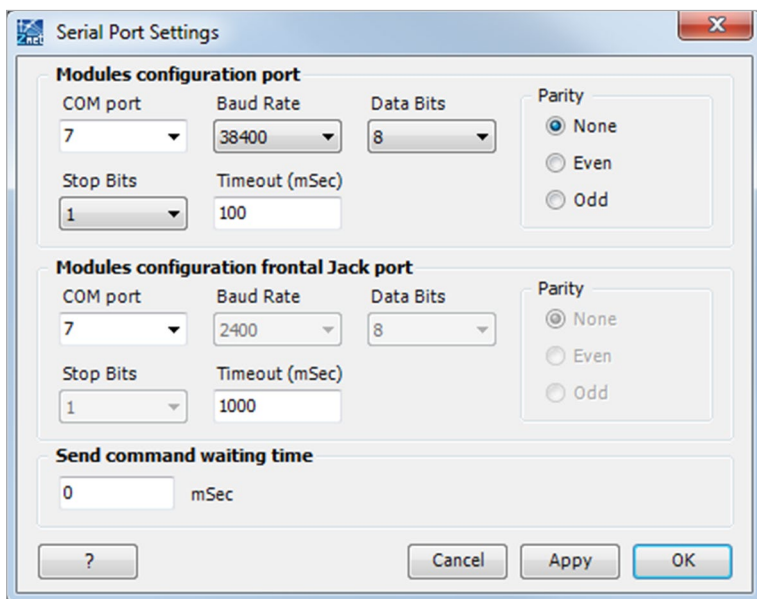 Serial Port Settings
Modules configuration port
COM port Baud Rate Data Bits Parity
7 38400 8 None
Even
Stop Bits Timeout (mSec) Odd
1 100
Modules configuration frontal Jack port
COM port Baud Rate Data Bits Parity
7 2400 8 None
Even
Stop Bits Timeout (mSec) Odd
1 1000
Send command waiting time
0 mSec
? Cancel Appy OK